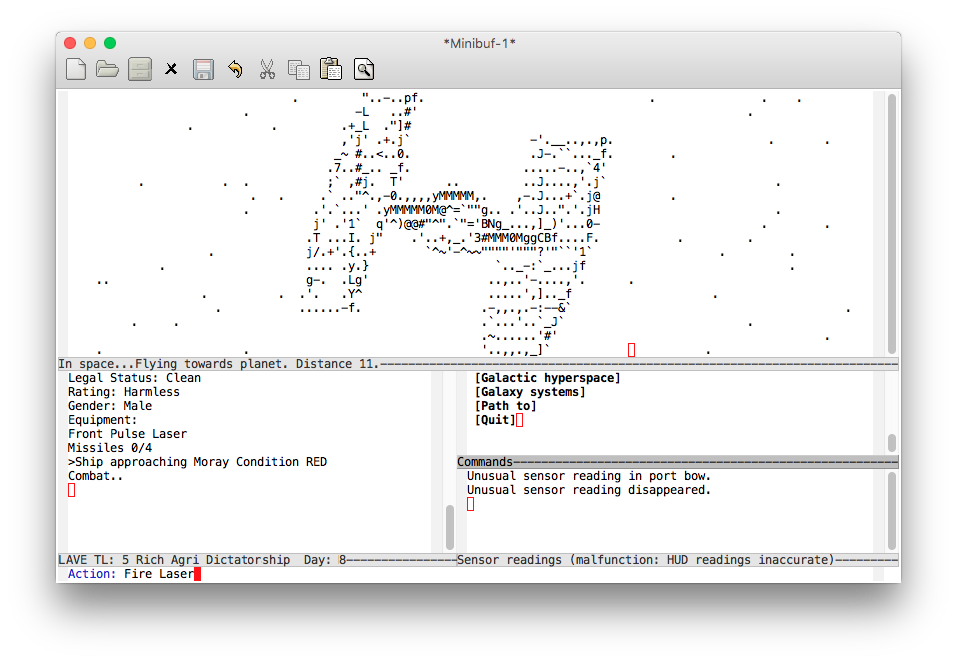 *Minibuf-1*
In space...Flying towards planet. Distance 11.
Legal Status: Clean
Rating: Harmless
Gender: Male
Equipment:
Front Pulse Laser
Missiles 0/4
>Ship approaching Moray Condition RED
Combat..
LAVE TL: 5 Rich Agri Dictatorship Day: 8
[Galactic hyperspace]
[Galaxy systems]
[Path to]
[Quit]
Commands
Unusual sensor reading in port bow.
Unusual sensor reading disappeared.
Sensor readings (malfunction: HUD readings inaccurate)
Action: Fire Laser